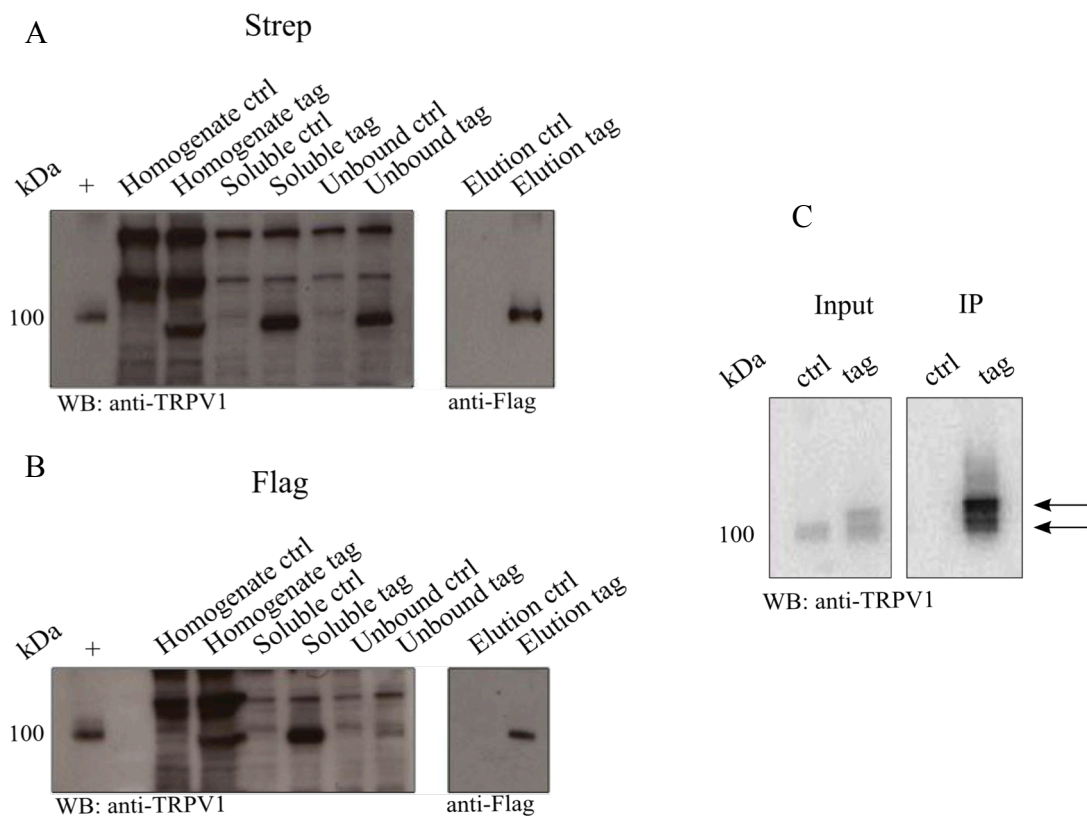 A
Strep
kDa
+
Homogenate ctrl
Homogenate tag
Soluble ctrl
Soluble tag
Unbound ctrl
Unbound tag
Elution ctrl
Elution tag
100
WB: anti-TRPV1
anti-Flag
B
Flag
kDa
+
Homogenate ctrl
Homogenate tag
Soluble ctrl
Soluble tag
Unbound ctrl
Unbound tag
Elution ctrl
Elution tag
100
WB: anti-TRPV1
anti-Flag
C
Input
IP
kDa
ctrl
tag
ctrl
tag
100
WB: anti-TRPV1